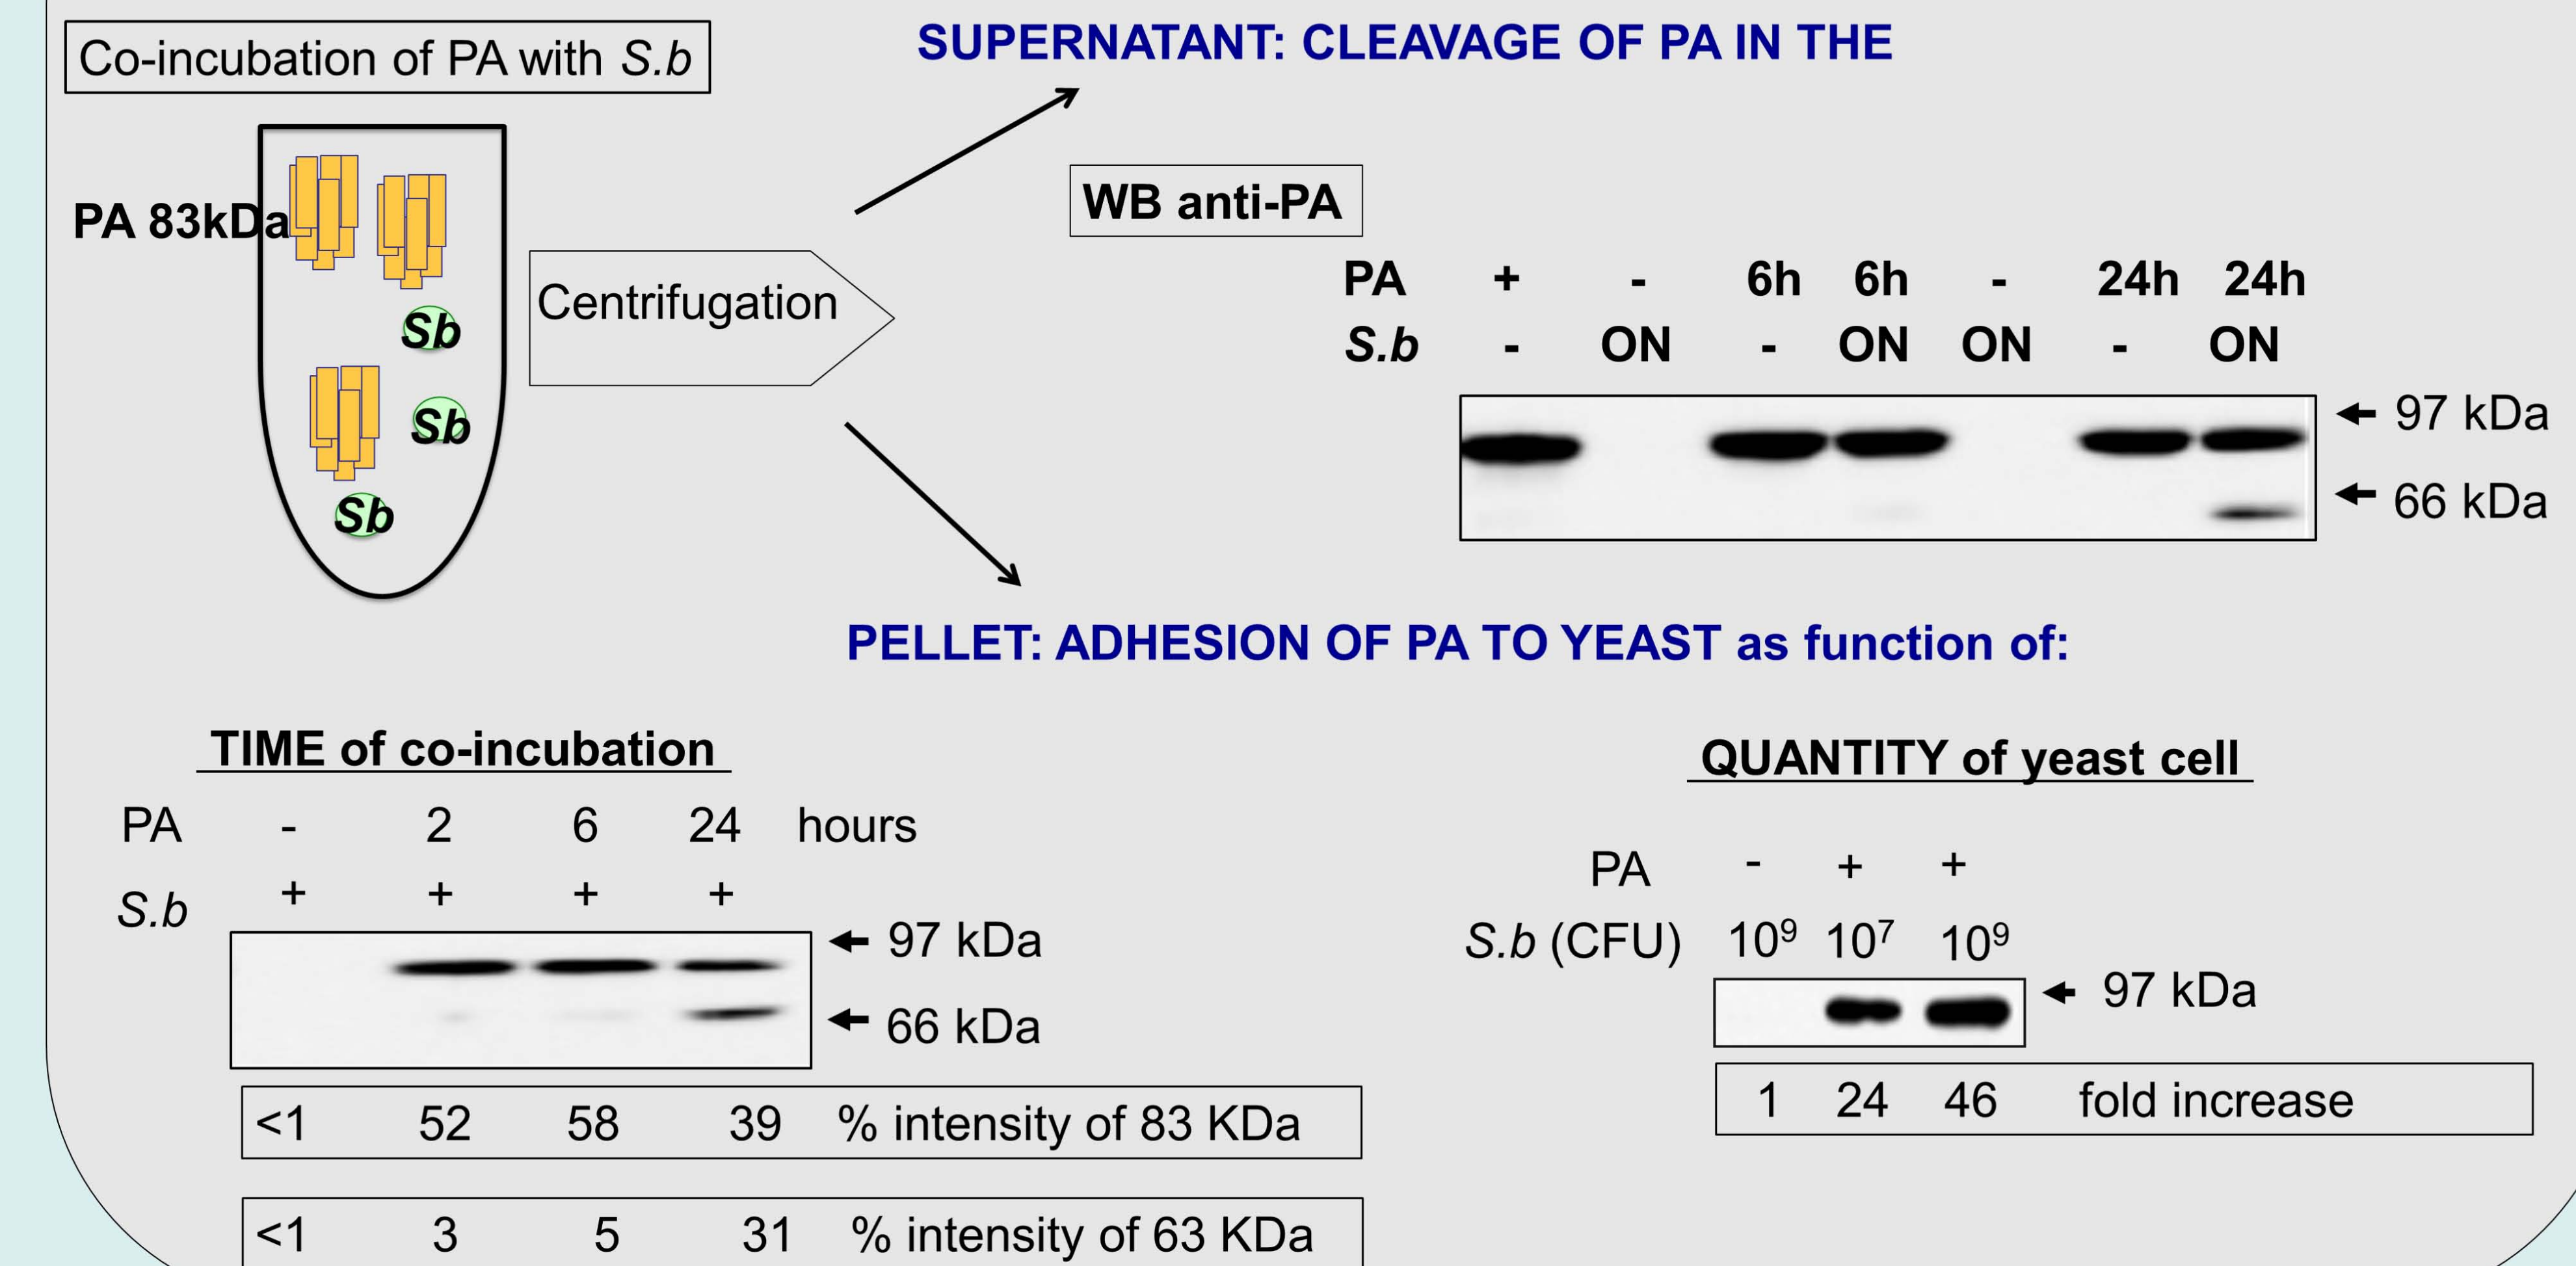 Co-incubation of PA with S.b
SUPERNATANT: CLEAVAGE OF PA IN THE
PA 83kDa
Sb
Sb
Sb
Centrifugation
WB anti-PA
PA + - 6h 6h - 24h 24h
S.b - ON - ON ON - ON
97 kDa
66 kDa
PELLET: ADHESION OF PA TO YEAST as function of:
TIME of co-incubation
PA - 2 6 24 hours
S.b + + + +
97 kDa
66 kDa
<1 52 58 39 % intensity of 83 KDa
<1 3 5 31 % intensity of 63 KDa
QUANTITY of yeast cell
PA - + +
S.b (CFU) 10⁹ 10⁷ 10⁹
97 kDa
1 24 46 fold increase